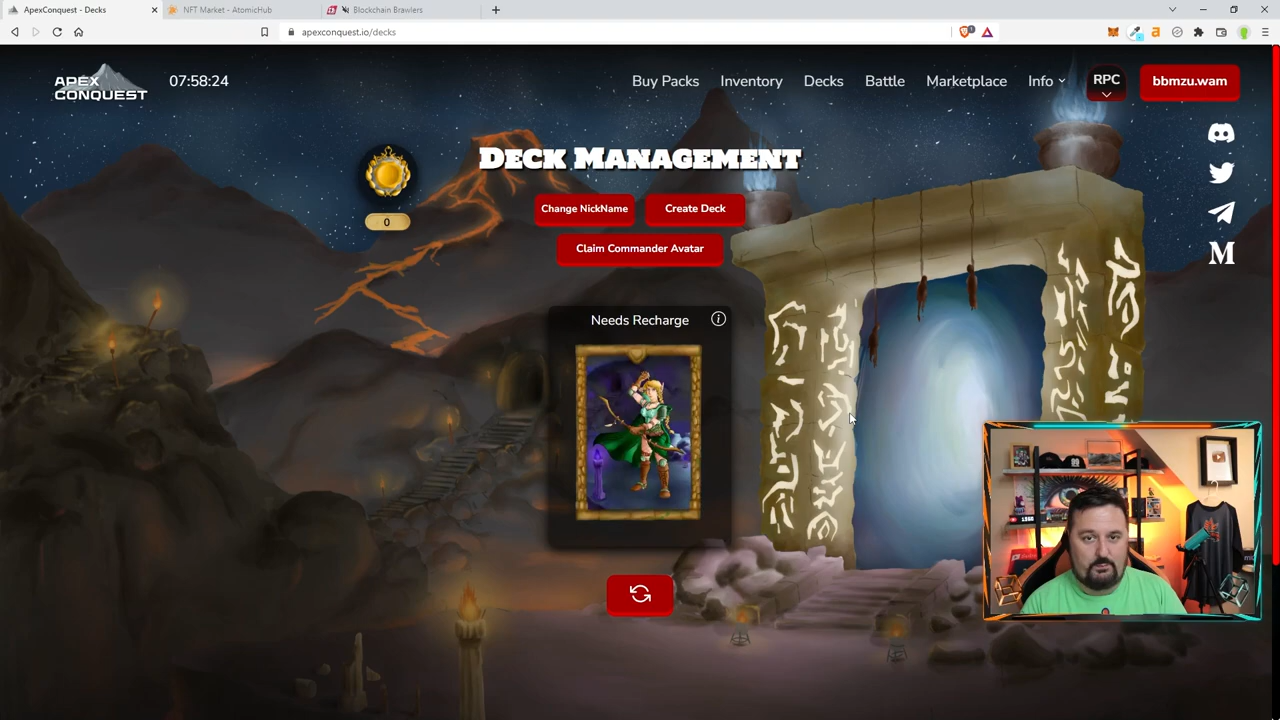 ApexConquest - Decks
NFT Market - AtomicHub
Blockchain Brawlers
apexconquest.io/decks
APEX
CONQUEST
07:58:24
Buy Packs
Inventory
Decks
Battle
Marketplace
Info
RPC
bbmzu.wam
DECK MANAGEMENT
0
Change NickName
Create Deck
Claim Commander Avatar
Needs Recharge